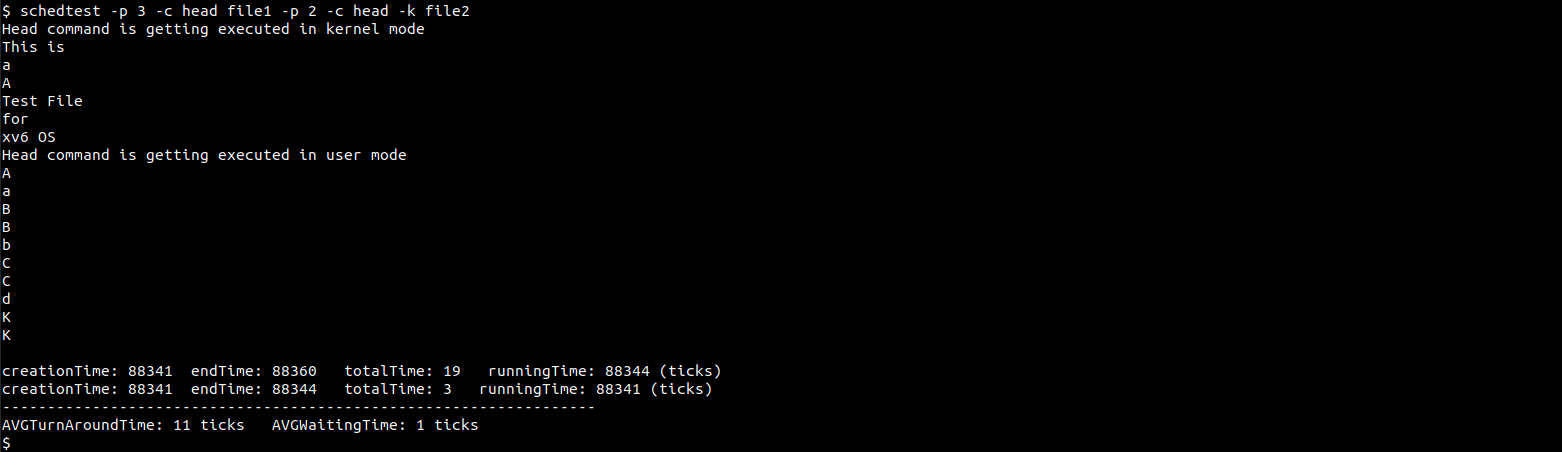 $ schedtest -p 3 -c head file1 -p 2 -c head -k file2
Head command is getting executed in kernel mode
This is
a
A
Test File
for
xv6 OS
Head command is getting executed in user mode
A
a
B
B
b
C
C
d
K
K
creationTime: 88341  endTime: 88360   totalTime: 19   runningTime: 88344 (ticks)
creationTime: 88341  endTime: 88344   totalTime: 3   runningTime: 88341 (ticks)
------------------------------------------------------------------
AVGTurnAroundTime: 11 ticks   AVGWaitingTime: 1 ticks
$